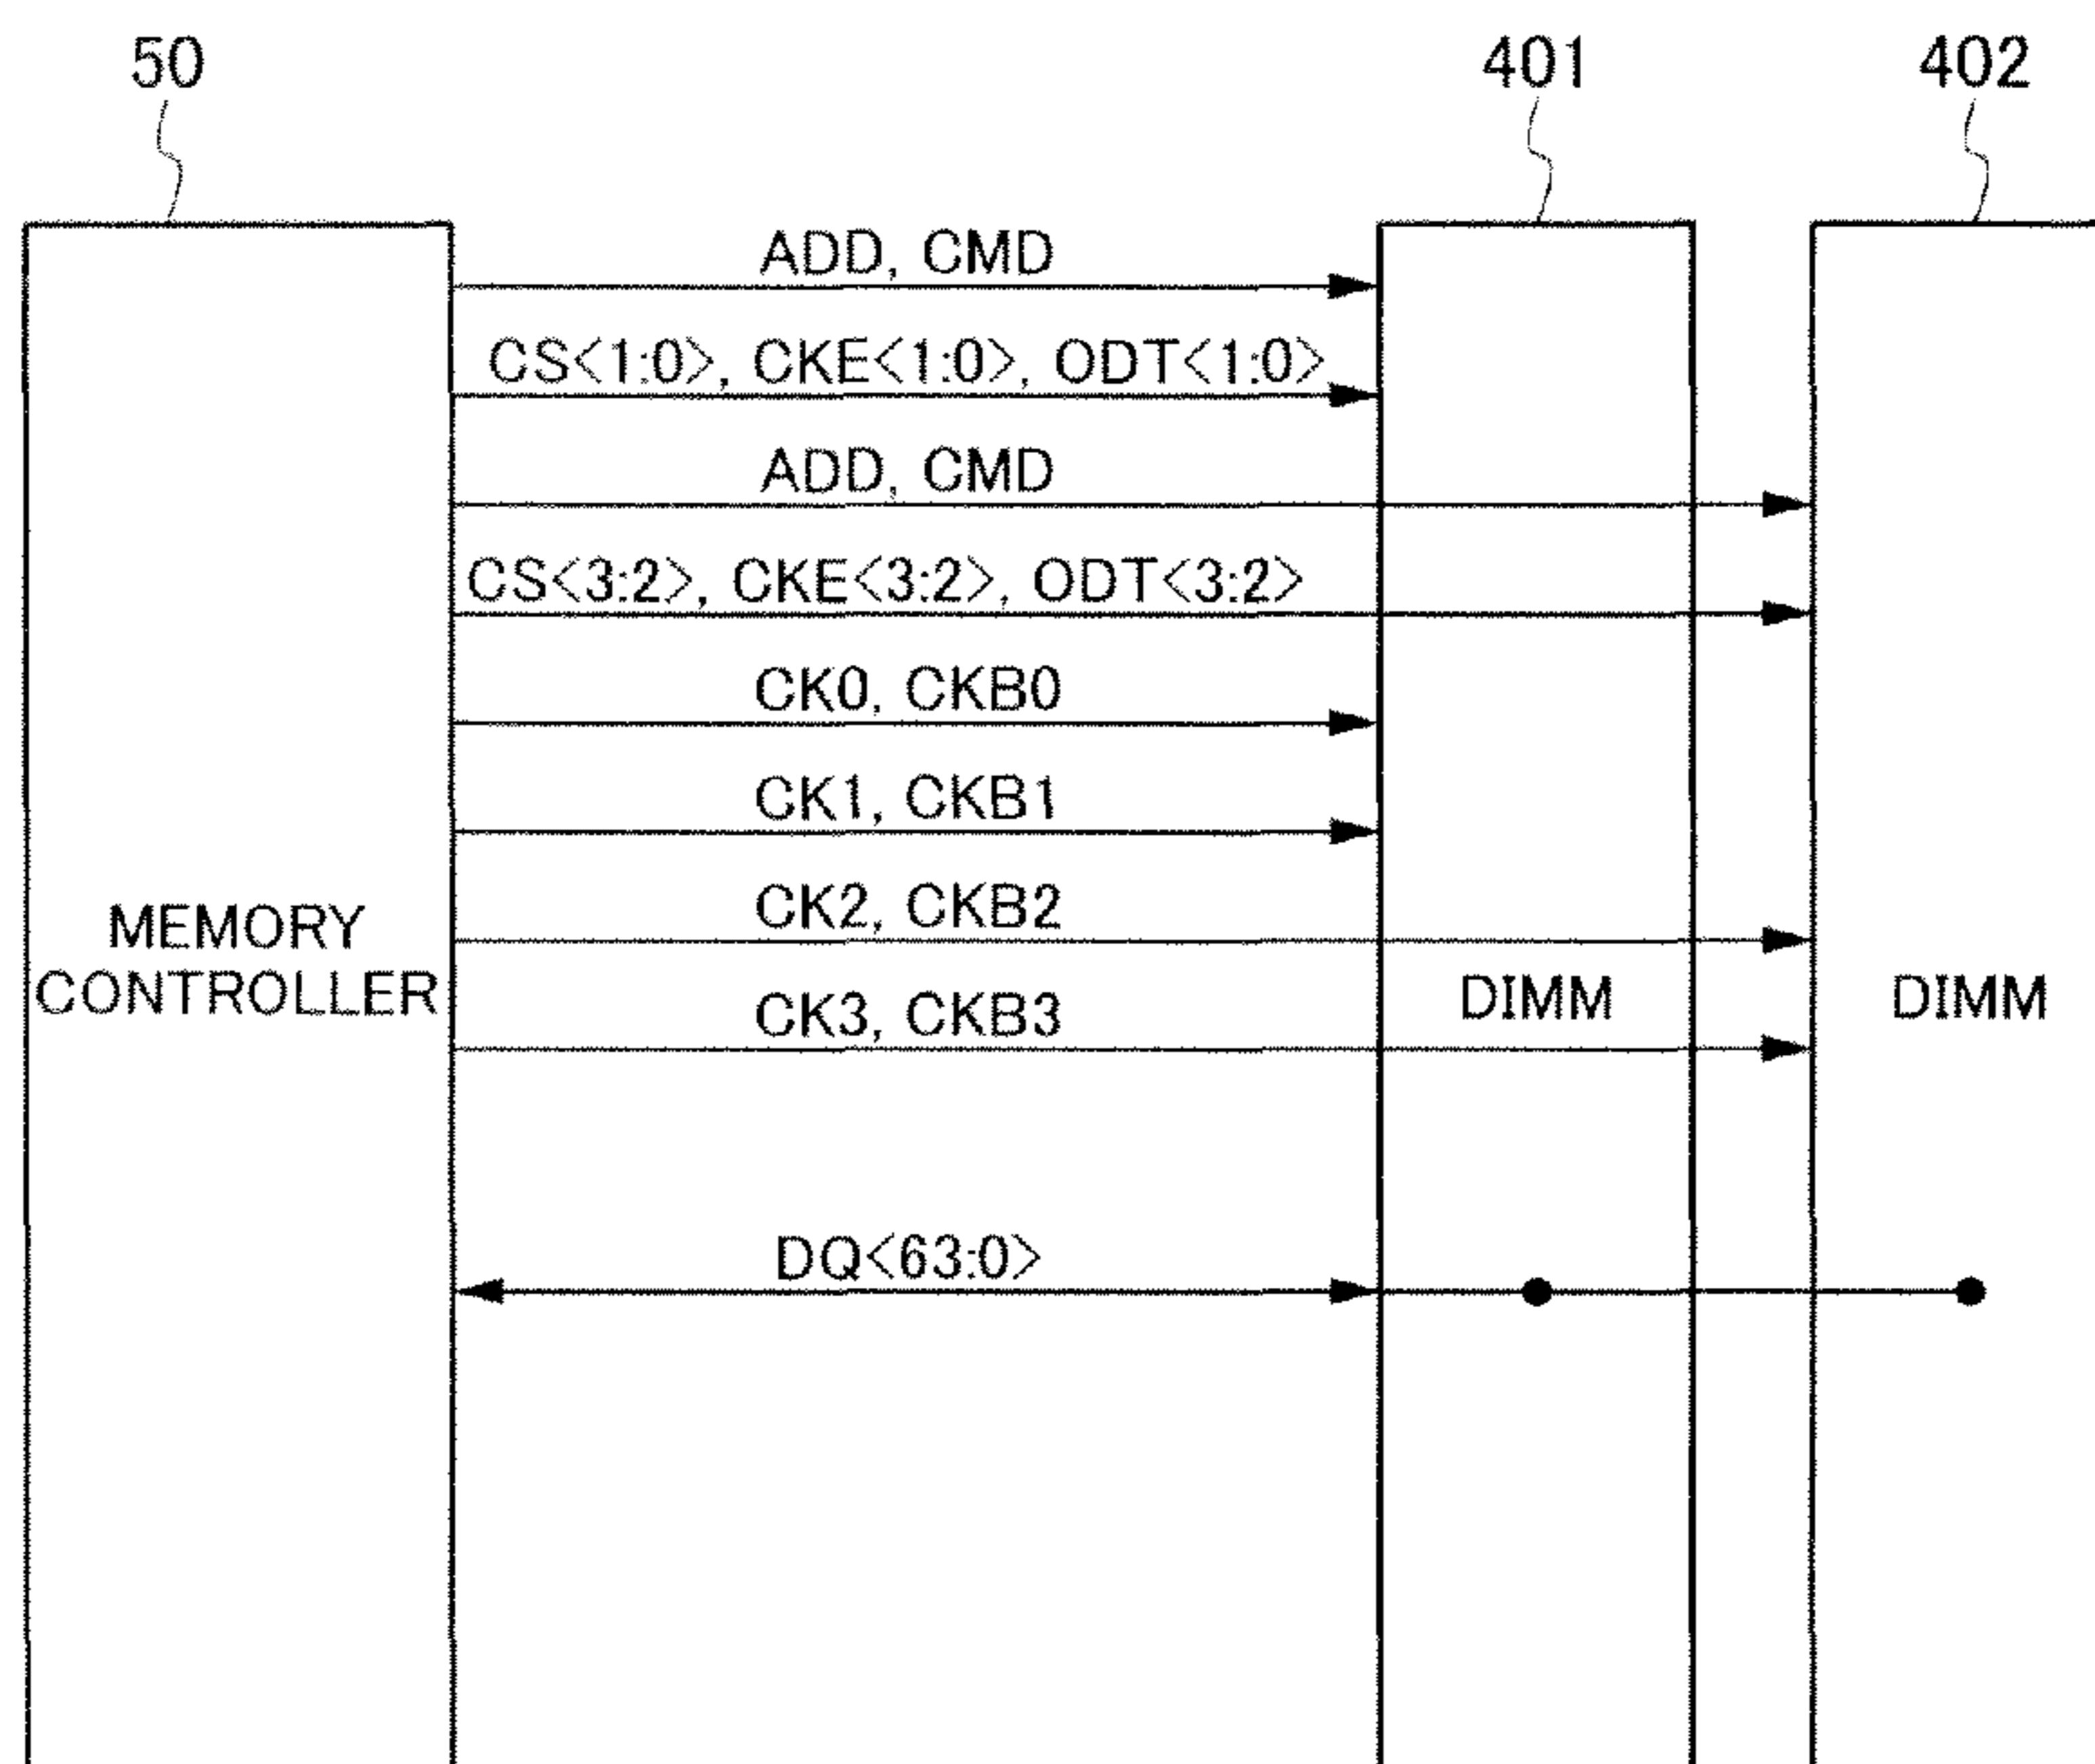 50
401
402
ADD, CMD
CS<1:0>, CKE<1:0>, ODT<1:0>
ADD, CMD
CS<3:2>, CKE<3:2>, ODT<3:2>
CK0, CKB0
CK1, CKB1
CK2, CKB2
MEMORY
CONTROLLER
CK3, CKB3
DIMM
DIMM
DQ<63:0>